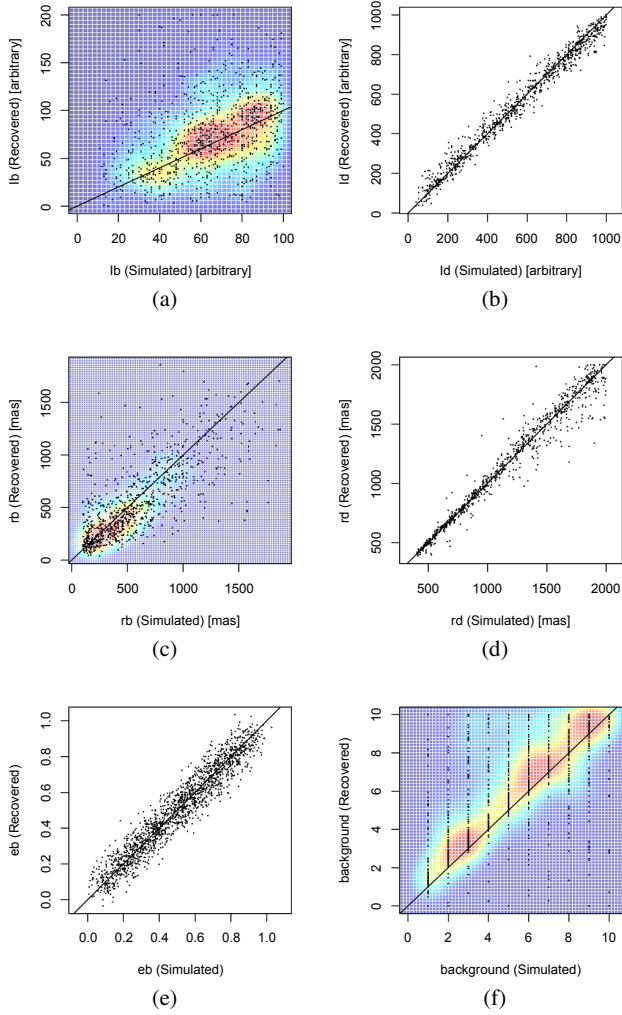 200
150
100
50
0
Ib (Recovered) [arbitrary]
0 20 40 60 80 100
Ib (Simulated) [arbitrary]
(a)
1000
800
600
400
200
0
Id (Recovered) [arbitrary]
0 200 400 600 800 1000
Id (Simulated) [arbitrary]
(b)
1500
1000
500
0
rb (Recovered) [mas]
0 500 1000 1500
rb (Simulated) [mas]
(c)
2000
1500
1000
500
rd (Recovered) [mas]
500 1000 1500 2000
rd (Simulated) [mas]
(d)
1.0
0.8
0.6
0.4
0.2
0.0
eb (Recovered)
0.0 0.2 0.4 0.6 0.8 1.0
eb (Simulated)
(e)
10
8
6
4
2
0
background (Recovered)
0 2 4 6 8 10
background (Simulated)
(f)